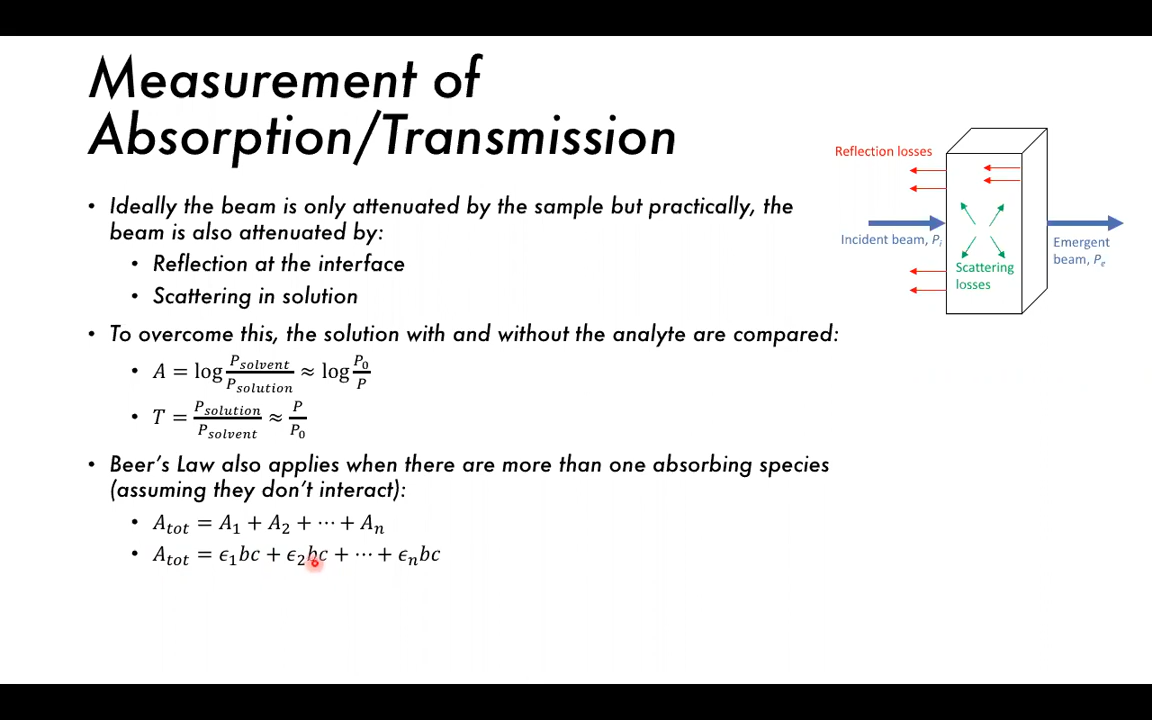 Measurement of
Absorption/Transmission
• Ideally the beam is only attenuated by the sample but practically, the
beam is also attenuated by:
• Reflection at the interface
• Scattering in solution
• To overcome this, the solution with and without the analyte are compared:
• A = log P_solvent/P_solution ≈ log P_0/P
• T = P_solution/P_solvent ≈ P/P_0
• Beer's Law also applies when there are more than one absorbing species
(assuming they don't interact):
• A_tot = A_1 + A_2 + ⋯ + A_n
• A_tot = ϵ_1bc + ϵ_2bc + ⋯ + ϵ_nbc
Reflection losses
Incident beam, P_i
Scattering
losses
Emergent
beam, P_e